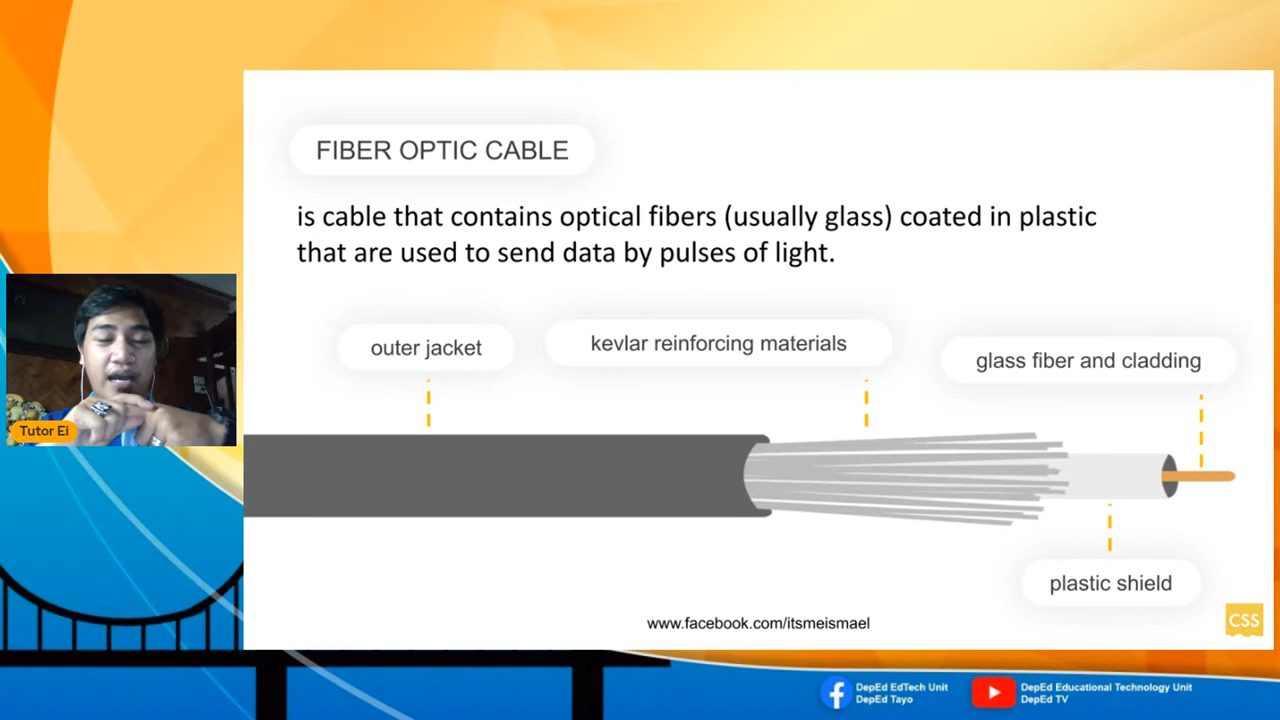 FIBER OPTIC CABLE
is cable that contains optical fibers (usually glass) coated in plastic
that are used to send data by pulses of light.
outer jacket
kevlar reinforcing materials
glass fiber and cladding
Tutor Ei
plastic shield
www.facebook.com/itsmeismael
CSS
DepEd EdTech Unit
DepEd Tayo
DepEd Educational Technology Unit
DepEd TV